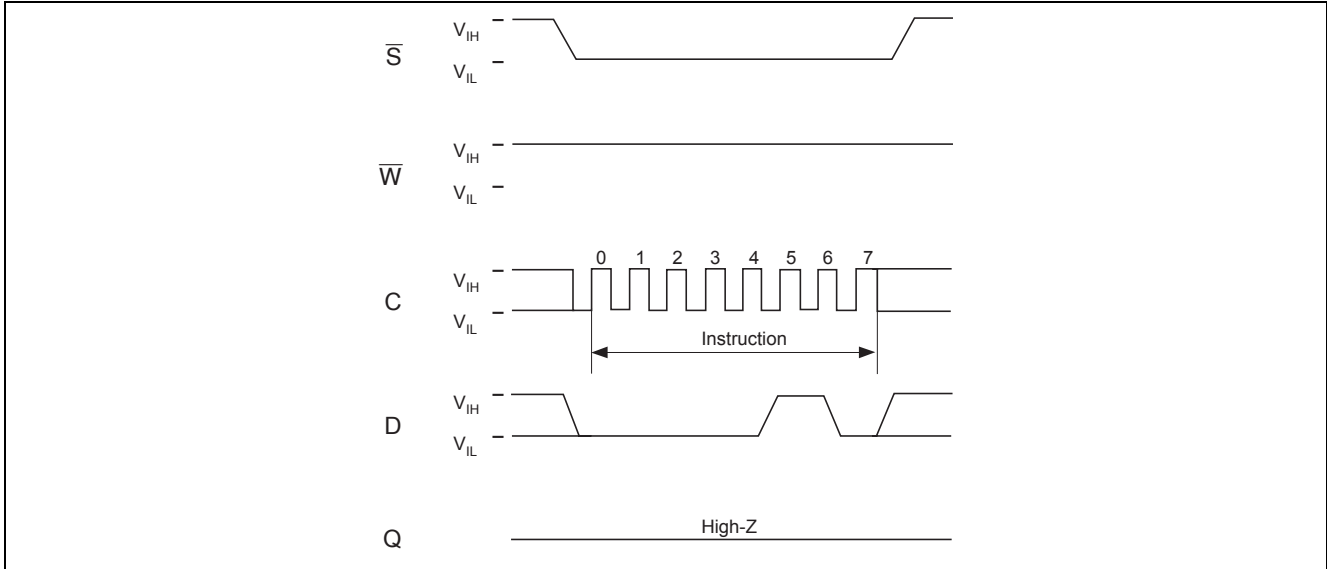 S̅
V_IH
V_IL
W̅
V_IH
V_IL
C
V_IH
V_IL
0 1 2 3 4 5 6 7
Instruction
D
V_IH
V_IL
Q
High-Z